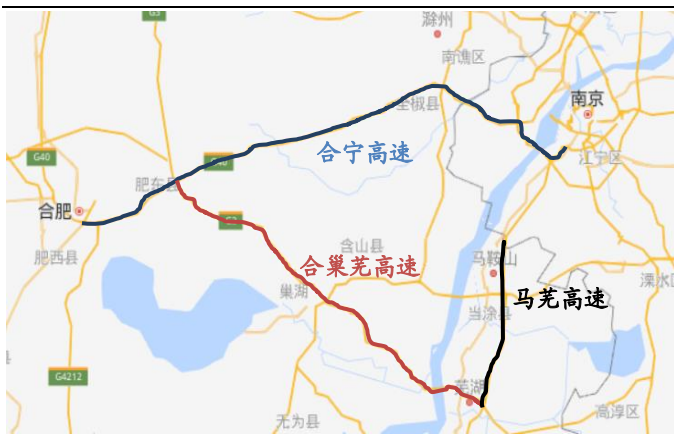 G3
滁州
南谯区
南京
全椒县
合宁高速
江宁区
G40
G40
肥东县
合肥
G3
肥西县
含山县
合巢芜高速
马鞍山
溧水区
巢湖
马芜高速
当涂县
G4212
芜湖
高淳区
无为县